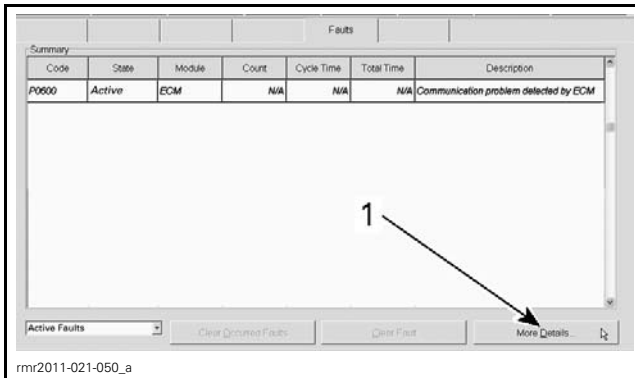 Faults
Summary
Code State Module Count Cycle Time Total Time Description
P0600 Active ECM N/A N/A N/A Communication problem detected by ECM
1
Active Faults Clear Occurred Faults Clear Fault More Details...
rmr2011-021-050_a